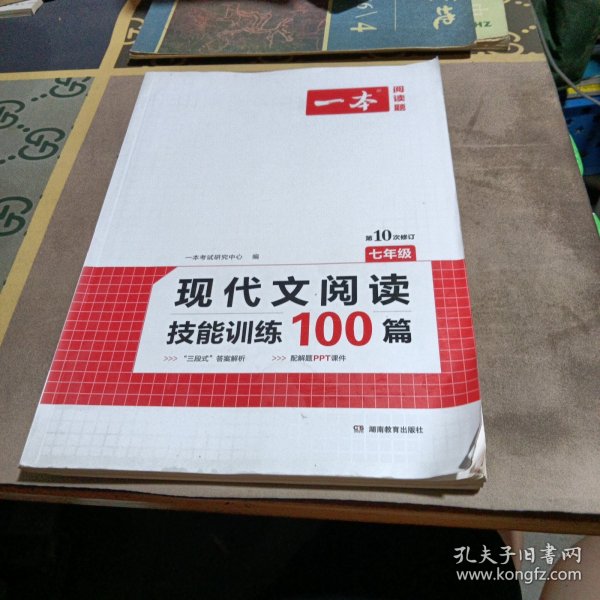 一本
阅读题
第10次修订
七年级
一本考试研究中心 编
现代文阅读
技能训练100篇
>>> “三段式”答案解析 >>> 配解题PPT课件
湖南教育出版社
孔夫子旧书网
www.kongfz.com